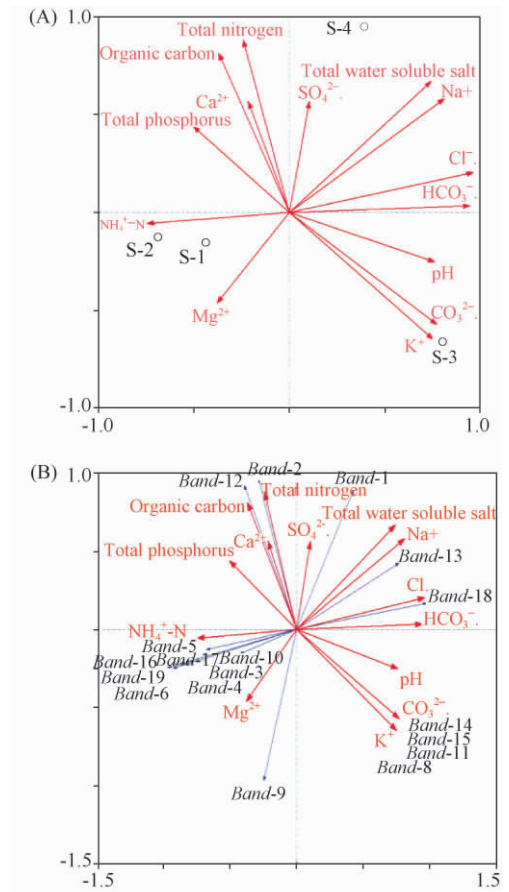 (A)
1.0
S-4
Total nitrogen
Organic carbon
Total water soluble salt
Ca²⁺
SO₄²⁻.
Na+
Total phosphorus
Cl⁻.
HCO₃⁻.
NH₄⁺−N
S-2
S-1
pH
Mg²⁺
CO₃²⁻.
K⁺
S-3
-1.0
-1.0
1.0
(B)
1.0
Band-2
Band-12
Band-1
Total nitrogen
Organic carbon
Total water soluble salt
SO₄²⁻.
Ca²⁺
Na+
Total phosphorus
Band-13
Cl.
Band-18
HCO₃⁻.
NH₄⁺-N
Band-5
Band-16
Band-17
Band-10
Band-19
Band-3
Band-6
Band-4
pH
Mg²⁺
CO₃²⁻.
Band-14
K⁺
Band-15
Band-11
Band-8
Band-9
-1.5
-1.5
1.5